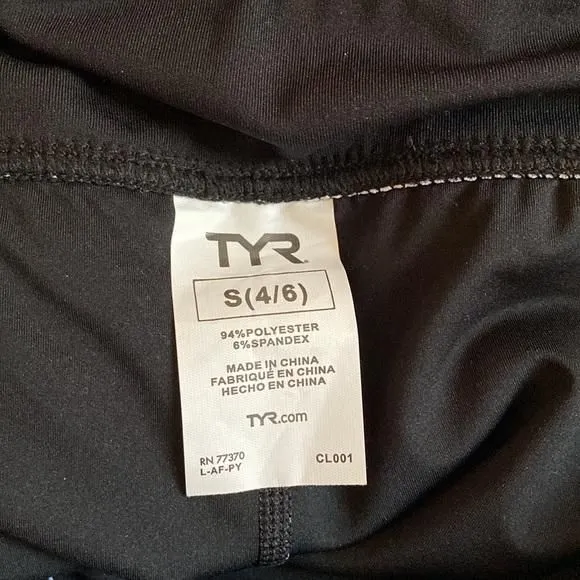 TYR
S(4/6)
94%POLYESTER
6%SPANDEX
MADE IN CHINA
FABRIQUÉ EN CHINA
HECHO EN CHINA
TYR.com
RN 77370
L-AF-PY
CL001